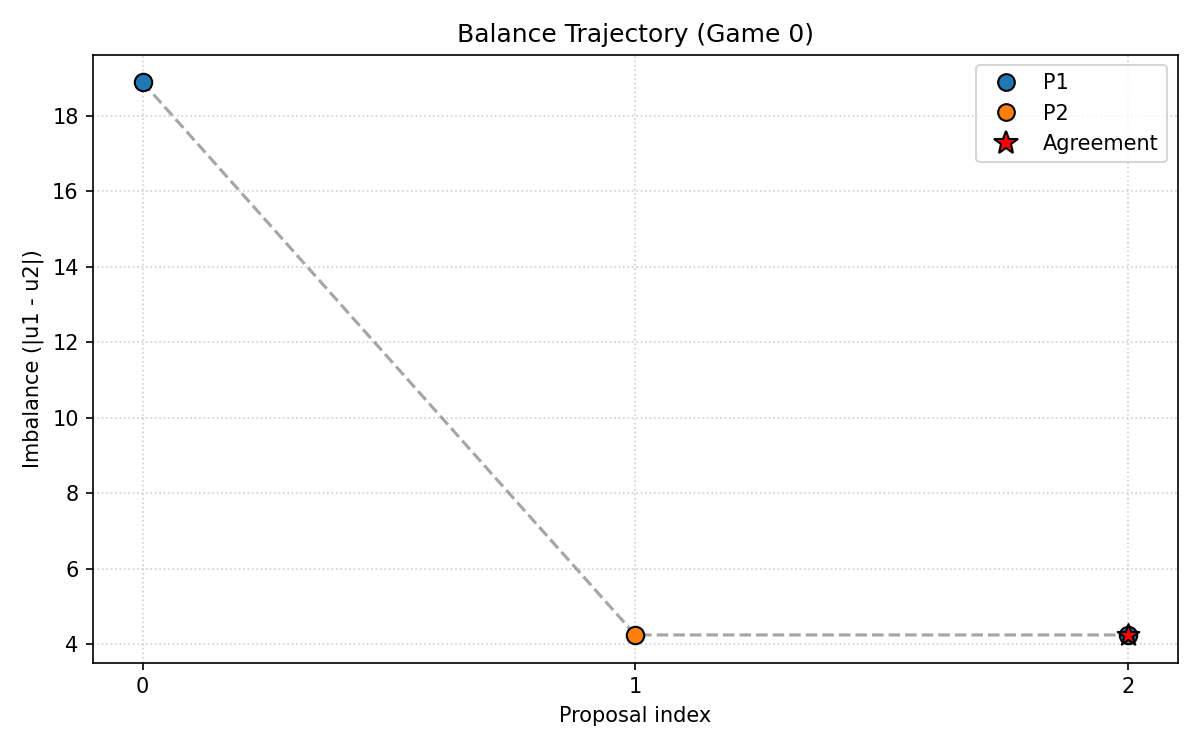 Balance Trajectory (Game 0)
P1
P2
Agreement
Imbalance (|u1 - u2|)
18
16
14
12
10
8
6
4
0
1
2
Proposal index